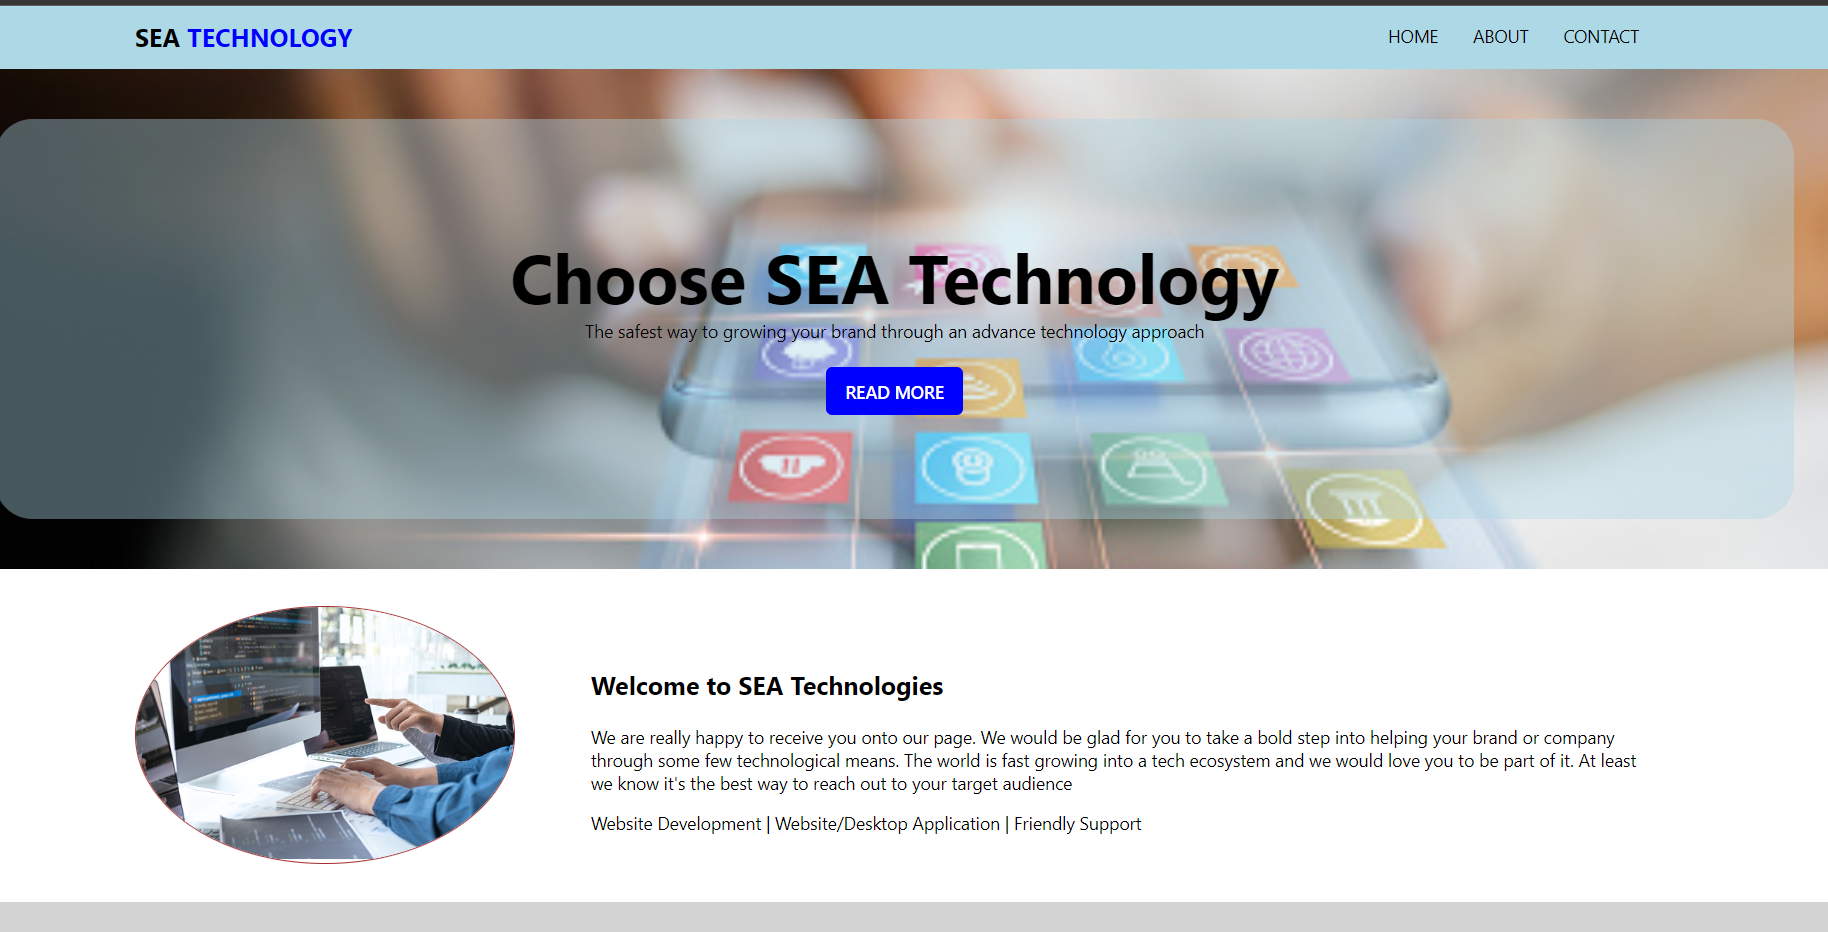 SEA TECHNOLOGY
HOME ABOUT CONTACT
Choose SEA Technology
The safest way to growing your brand through an advance technology approach
READ MORE
Welcome to SEA Technologies
We are really happy to receive you onto our page. We would be glad for you to take a bold step into helping your brand or company
through some few technological means. The world is fast growing into a tech ecosystem and we would love you to be part of it. At least
we know it's the best way to reach out to your target audience
Website Development | Website/Desktop Application | Friendly Support